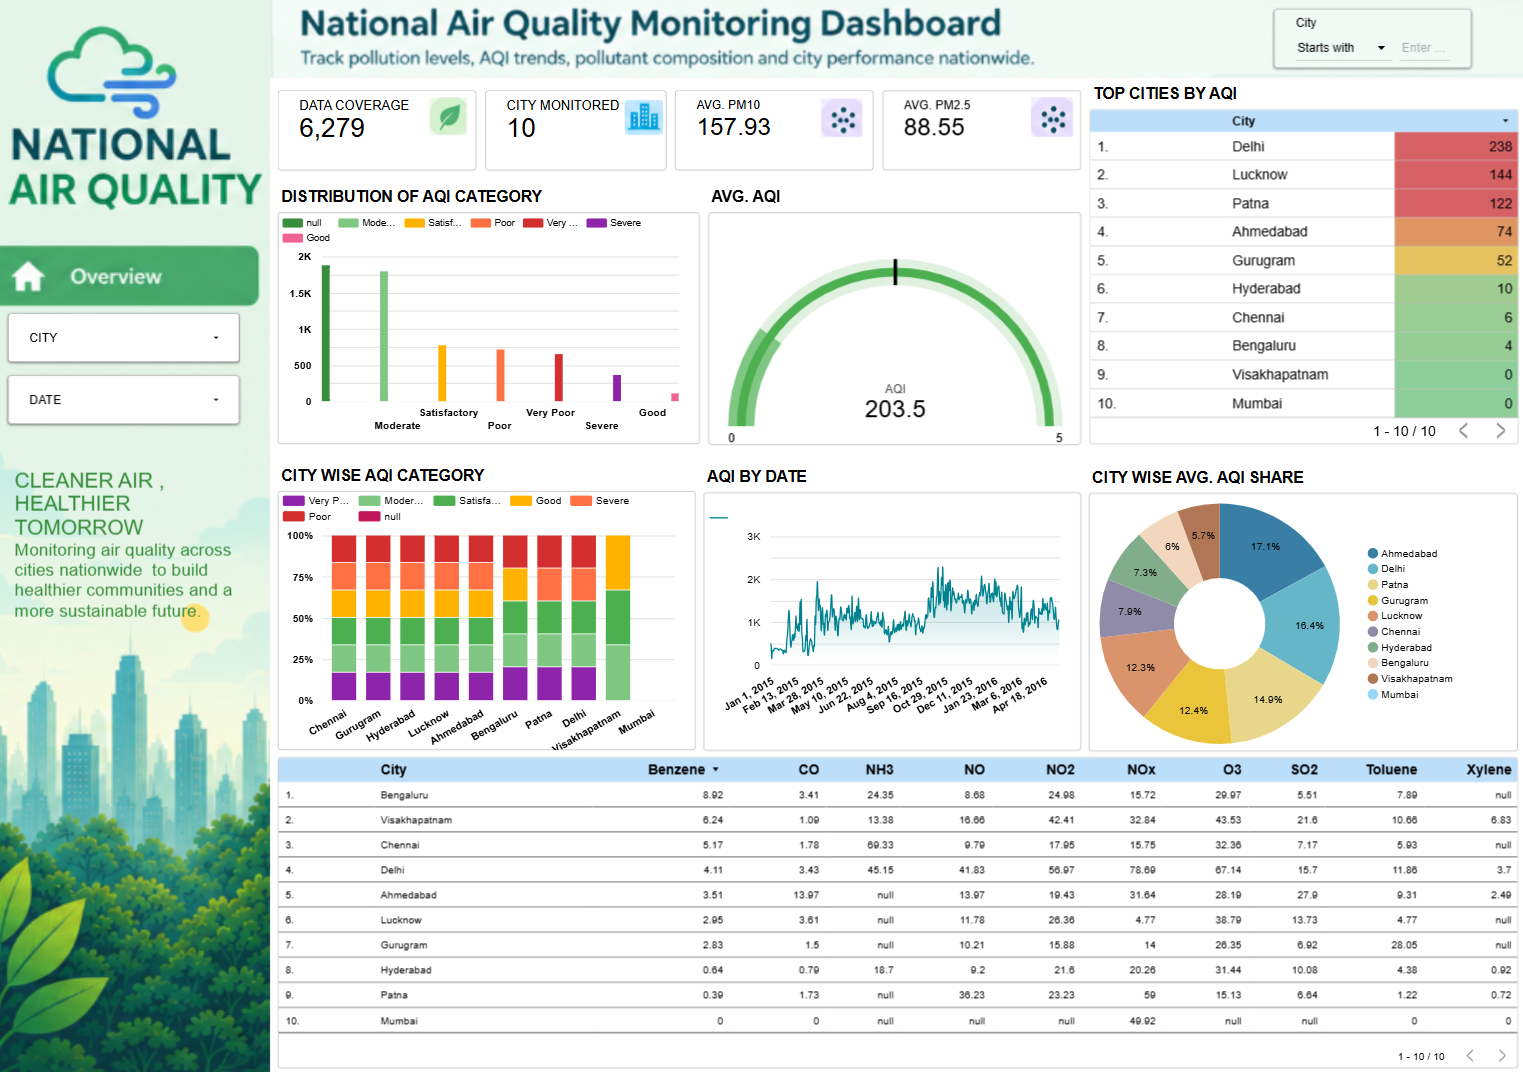 National Air Quality Monitoring Dashboard
Track pollution levels, AQI trends, pollutant composition and city performance nationwide.
City
Starts with
Enter ...
NATIONAL
AIR QUALITY
Overview
CITY
DATE
CLEANER AIR ,
HEALTHIER
TOMORROW
Monitoring air quality across
cities nationwide to build
healthier communities and a
more sustainable future.
DATA COVERAGE
6,279
CITY MONITORED
10
AVG. PM10
157.93
AVG. PM2.5
88.55
TOP CITIES BY AQI
City
1. Delhi 238
2. Lucknow 144
3. Patna 122
4. Ahmedabad 74
5. Gurugram 52
6. Hyderabad 10
7. Chennai 6
8. Bengaluru 4
9. Visakhapatnam 0
10. Mumbai 0
1 - 10 / 10
DISTRIBUTION OF AQI CATEGORY
null Mode... Satisf... Poor Very ... Severe
Good
2K
1.5K
1K
500
0
Satisfactory Very Poor Good
Moderate Poor Severe
AVG. AQI
AQI
203.5
0 5
CITY WISE AQI CATEGORY
Very P... Moder... Satisfa... Good Severe
Poor null
100%
75%
50%
25%
0%
Chennai Gurugram Hyderabad Lucknow Ahmedabad Bengaluru Patna Delhi Visakhapatnam Mumbai
AQI BY DATE
3K
2K
1K
0
Jan 1, 2015 Feb 13, 2015 Mar 28, 2015 May 10, 2015 Jun 22, 2015 Aug 4, 2015 Sep 16, 2015 Oct 29, 2015 Dec 11, 2015 Jan 23, 2016 Mar 6, 2016 Apr 18, 2016
CITY WISE AVG. AQI SHARE
17.1%
16.4%
14.9%
12.4%
12.3%
7.9%
7.3%
6%
5.7%
Ahmedabad
Delhi
Patna
Gurugram
Lucknow
Chennai
Hyderabad
Bengaluru
Visakhapatnam
Mumbai
City Benzene CO NH3 NO NO2 NOx O3 SO2 Toluene Xylene
1. Bengaluru 8.92 3.41 24.35 8.68 24.98 15.72 29.97 5.51 7.89 null
2. Visakhapatnam 6.24 1.09 13.38 16.66 42.41 32.84 43.53 21.6 10.66 6.83
3. Chennai 5.17 1.78 69.33 9.79 17.95 15.75 32.36 7.17 5.93 null
4. Delhi 4.11 3.43 45.15 41.83 56.97 78.69 67.14 15.7 11.86 3.7
5. Ahmedabad 3.51 13.97 null 13.97 19.43 31.64 28.19 27.9 9.31 2.49
6. Lucknow 2.95 3.61 null 11.78 26.36 4.77 38.79 13.73 4.77 null
7. Gurugram 2.83 1.5 null 10.21 15.88 14 26.35 6.92 28.05 null
8. Hyderabad 0.64 0.79 18.7 9.2 21.6 20.26 31.44 10.08 4.38 0.92
9. Patna 0.39 1.73 null 36.23 23.23 59 15.13 6.64 1.22 0.72
10. Mumbai 0 0 null null null 49.92 null null 0 0
1 - 10 / 10